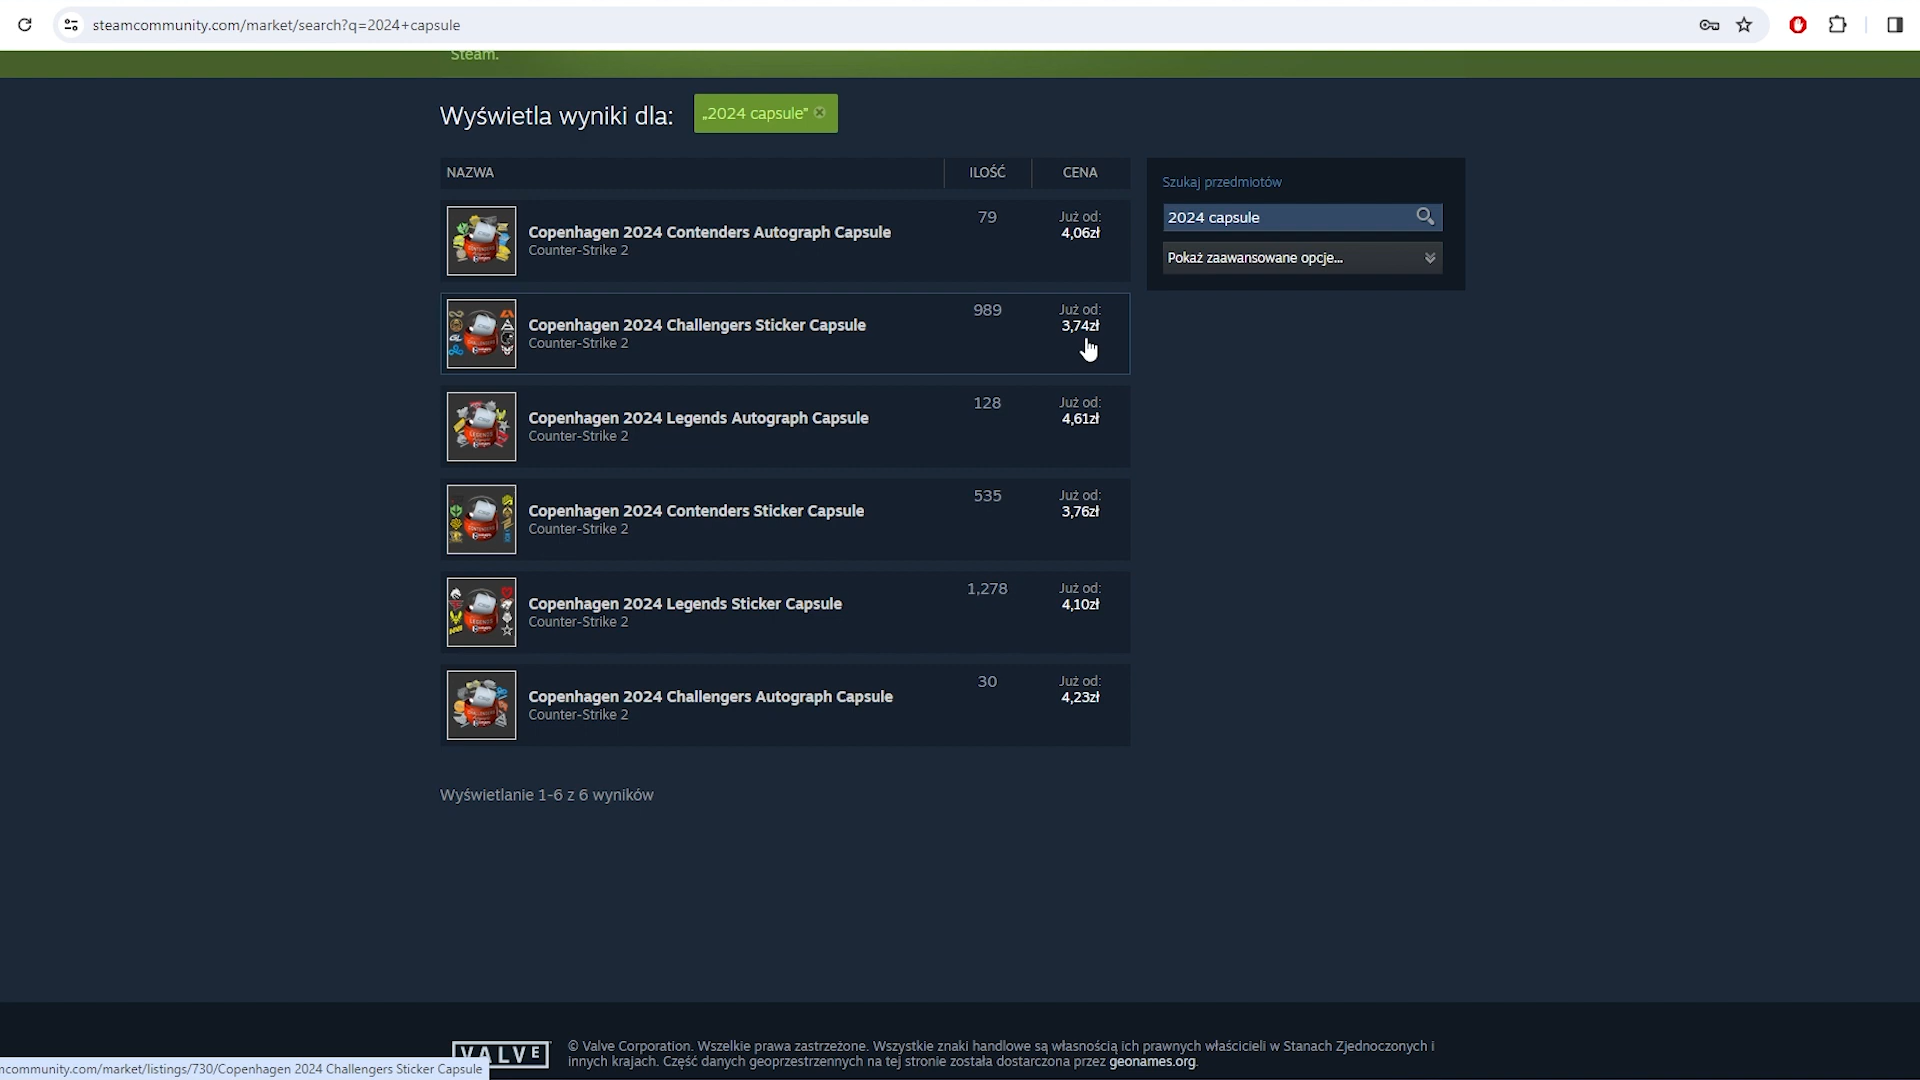 steamcommunity.com/market/search?q=2024+capsule
Steam.
Wyświetla wyniki dla:
„2024 capsule”
NAZWA
ILOŚĆ
CENA
Copenhagen 2024 Contenders Autograph Capsule
Counter-Strike 2
79
Już od:
4,06zł
Copenhagen 2024 Challengers Sticker Capsule
Counter-Strike 2
989
Już od:
3,74zł
Copenhagen 2024 Legends Autograph Capsule
Counter-Strike 2
128
Już od:
4,61zł
Copenhagen 2024 Contenders Sticker Capsule
Counter-Strike 2
535
Już od:
3,76zł
Copenhagen 2024 Legends Sticker Capsule
Counter-Strike 2
1,278
Już od:
4,10zł
Copenhagen 2024 Challengers Autograph Capsule
Counter-Strike 2
30
Już od:
4,23zł
Wyświetlanie 1-6 z 6 wyników
Szukaj przedmiotów
2024 capsule
Pokaż zaawansowane opcje...
VALVE
© Valve Corporation. Wszelkie prawa zastrzeżone. Wszystkie znaki handlowe są własnością ich prawnych właścicieli w Stanach Zjednoczonych i
innych krajach. Część danych geoprzestrzennych na tej stronie została dostarczona przez geonames.org.
mcommunity.com/market/listings/730/Copenhagen 2024 Challengers Sticker Capsule